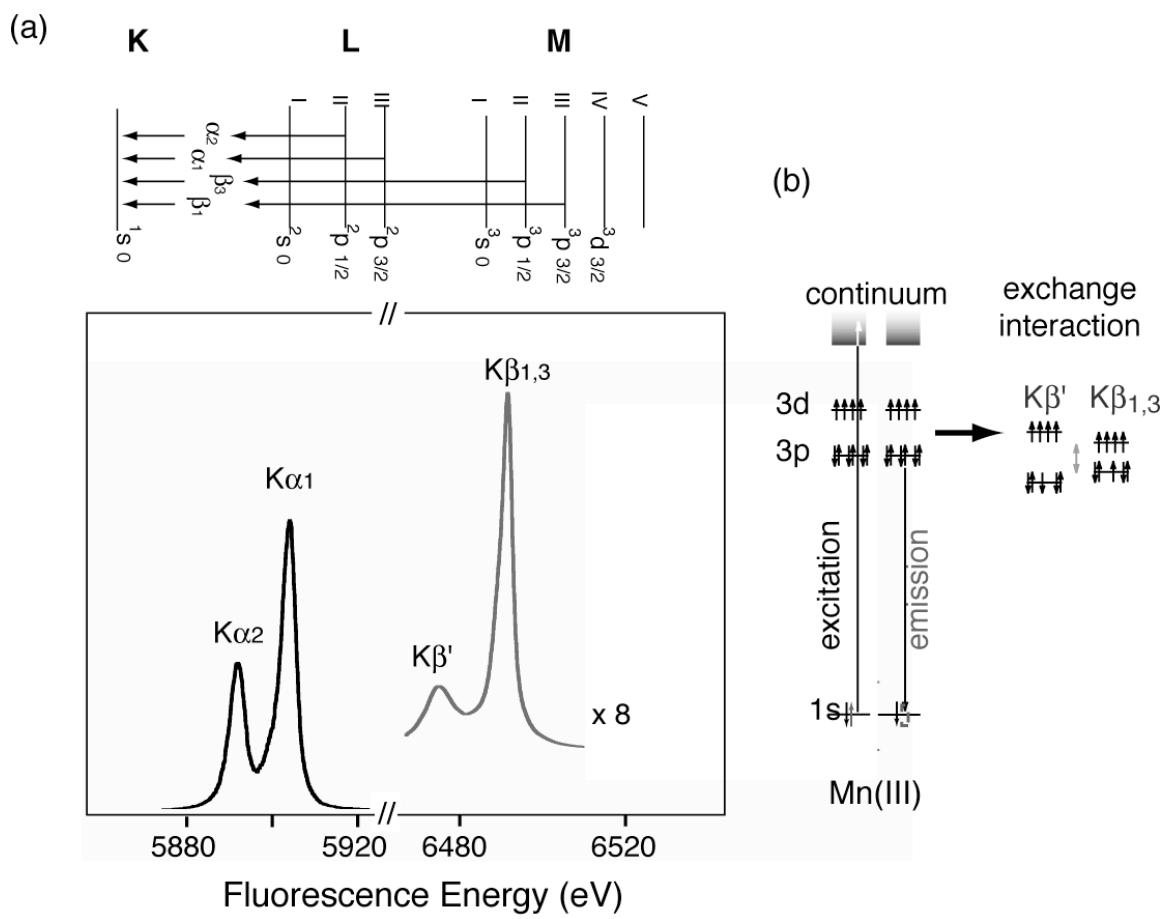 (a)
K L M
I II III I II III IV V
α2
α1
β3
β1
1s0 2s0 2p1/2 2p3/2 3s0 3p1/2 3p3/2 3d3/2
//
Kα2
Kα1
Kβ'
Kβ1,3
x 8
//
5880 5920 6480 6520
Fluorescence Energy (eV)
(b)
continuum
exchange
interaction
3d
3p
Kβ' Kβ1,3
excitation
emission
1s
Mn(III)